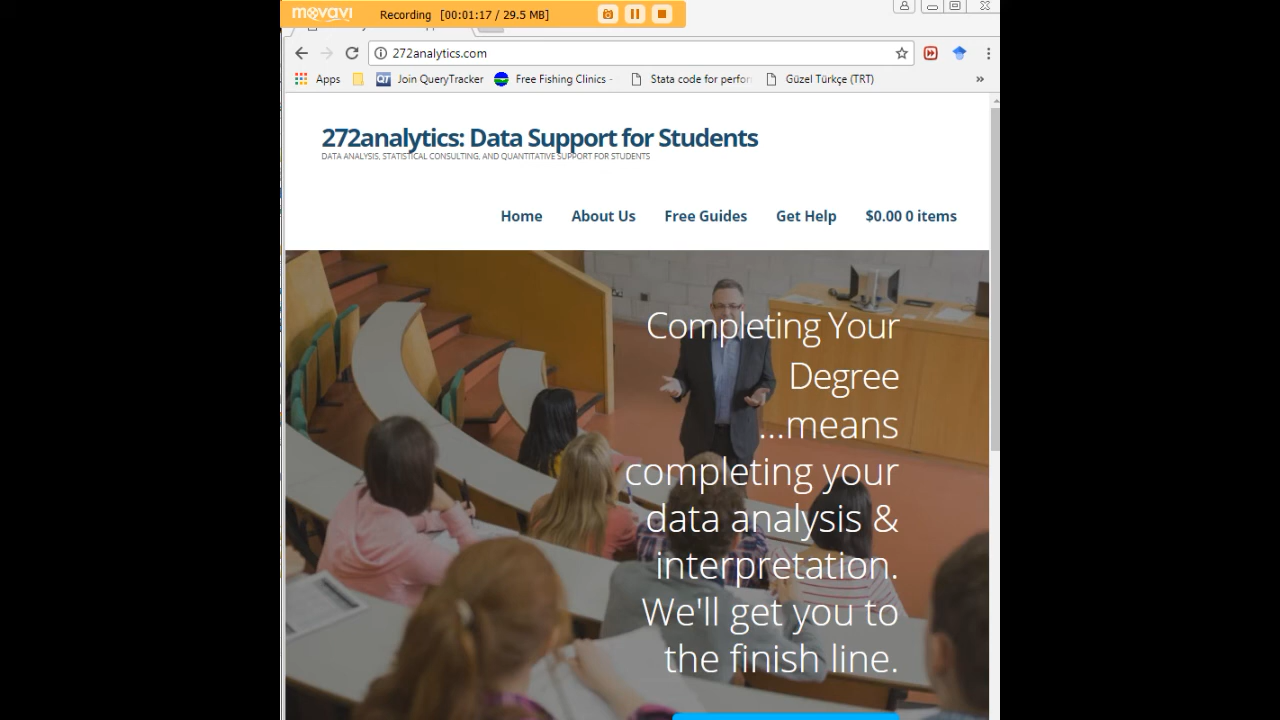 movavi Recording [00:01:17 / 29.5 MB]
272analytics.com
Apps Join QueryTracker Free Fishing Clinics - Stata code for perfor Güzel Türkçe (TRT) »
272analytics: Data Support for Students
DATA ANALYSIS, STATISTICAL CONSULTING, AND QUANTITATIVE SUPPORT FOR STUDENTS
Home About Us Free Guides Get Help $0.00 0 items
Completing Your
Degree
...means
completing your
data analysis &
interpretation.
We'll get you to
the finish line.